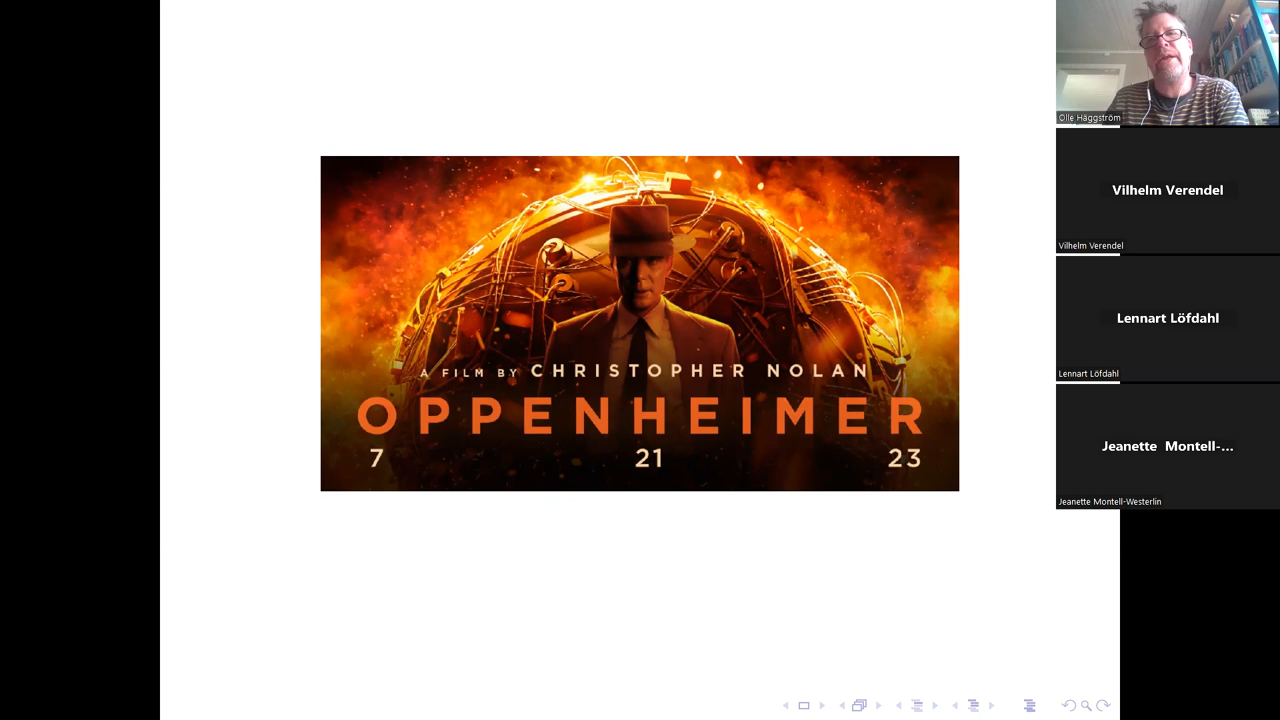 A FILM BY CHRISTOPHER NOLAN
OPPENHEIMER
7 21 23
Olle Häggström
Vilhelm Verendel
Vilhelm Verendel
Lennart Löfdahl
Lennart Löfdahl
Jeanette Montell-...
Jeanette Montell-Westerlin